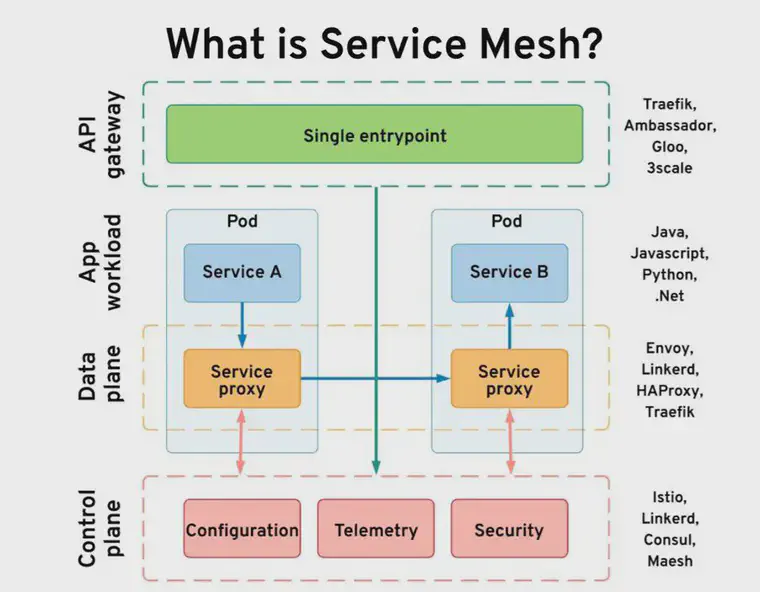 What is Service Mesh?
API
gateway
Single entrypoint
Traefik,
Ambassador,
Gloo,
3scale
App
workload
Pod
Service A
Pod
Service B
Java,
Javascript,
Python,
.Net
Data
plane
Service
proxy
Service
proxy
Envoy,
Linkerd,
HAProxy,
Traefik
Control
plane
Configuration
Telemetry
Security
Istio,
Linkerd,
Consul,
Maesh